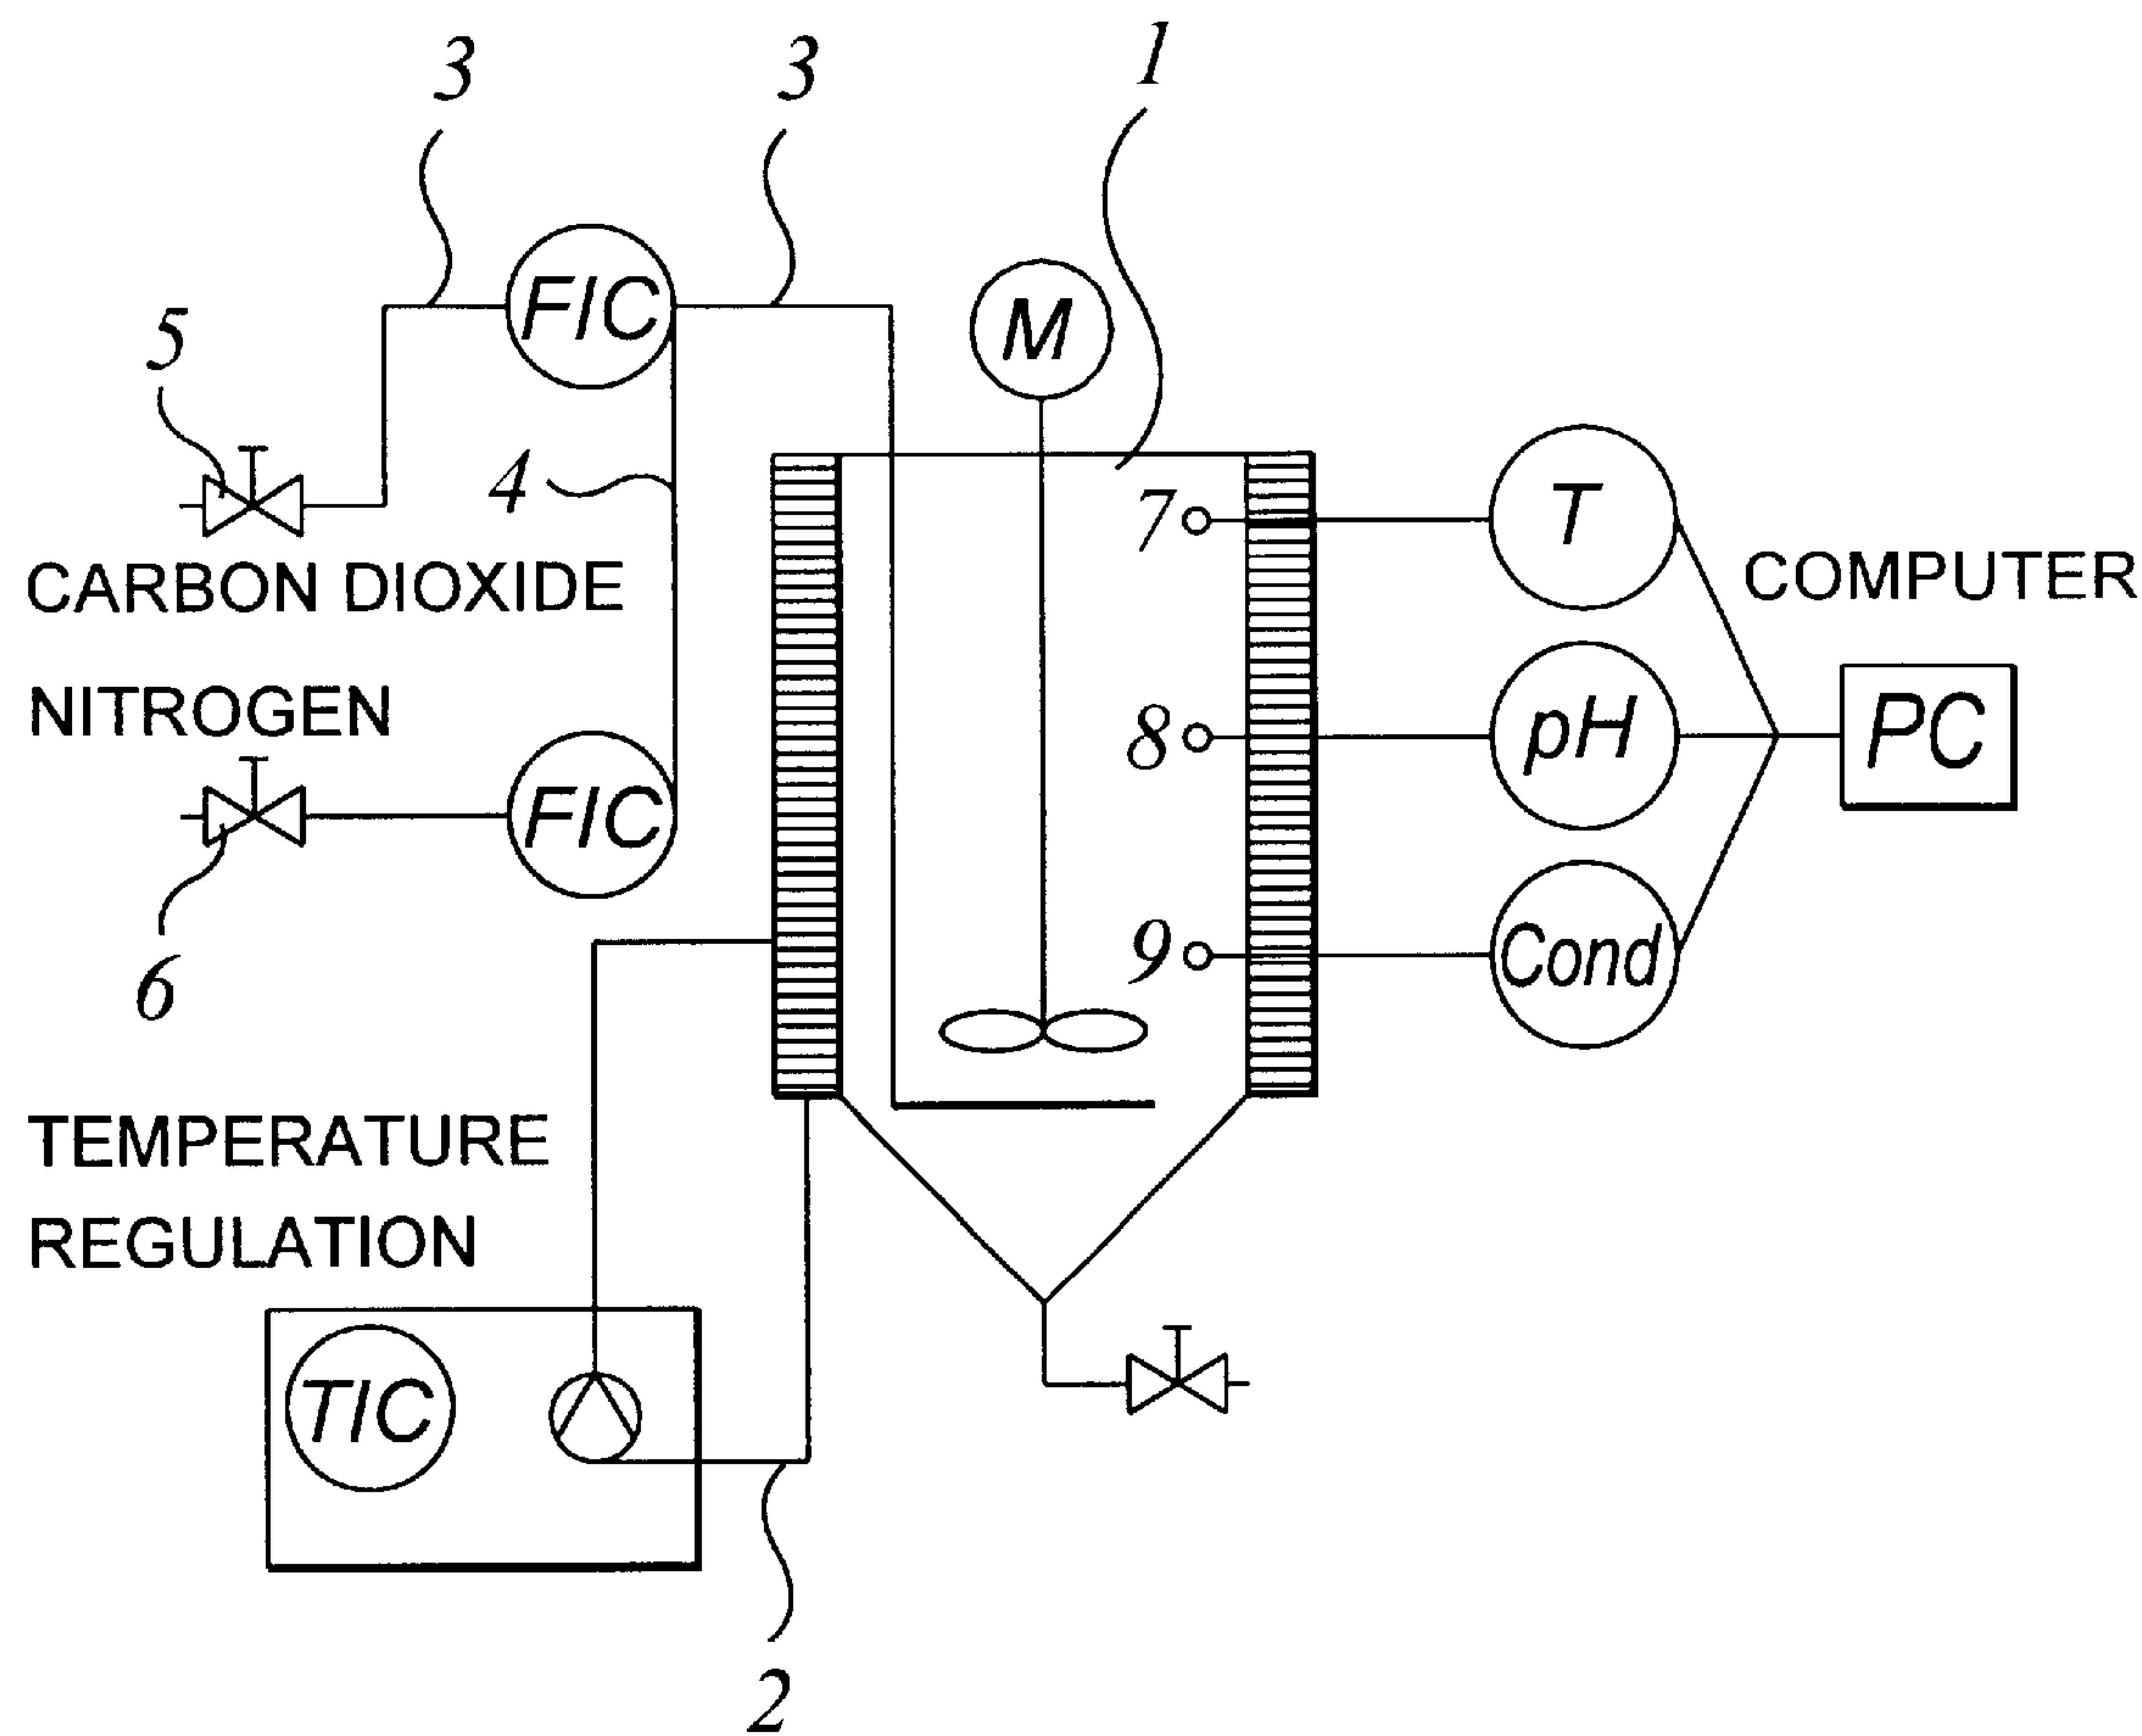 3
3
1
FIC
M
5
4
7
T
CARBON DIOXIDE
COMPUTER
NITROGEN
8
pH
PC
FIC
9
Cond
6
TEMPERATURE
REGULATION
TIC
2